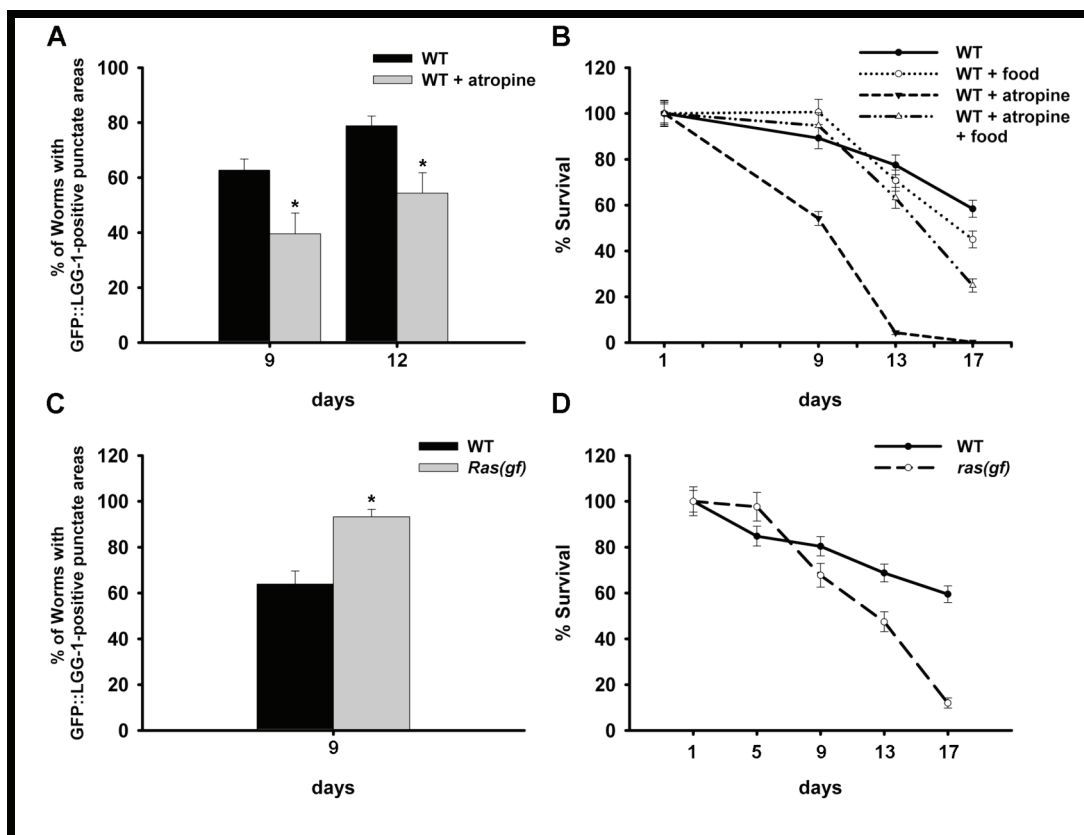 A
WT
WT + atropine
% of Worms with
GFP::LGG-1-positive punctate areas
100
80
60
40
20
0
*
*
9 12
days
B
WT
WT + food
WT + atropine
WT + atropine
+ food
% Survival
120
100
80
60
40
20
0
1 9 13 17
days
C
WT
Ras(gf)
% of Worms with
GFP::LGG-1-positive punctate areas
120
100
80
60
40
20
0
*
9
days
D
WT
ras(gf)
% Survival
120
100
80
60
40
20
0
1 5 9 13 17
days